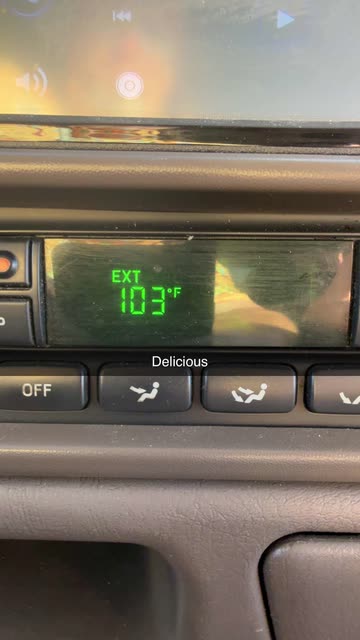 EXT
103°F
Delicious
OFF